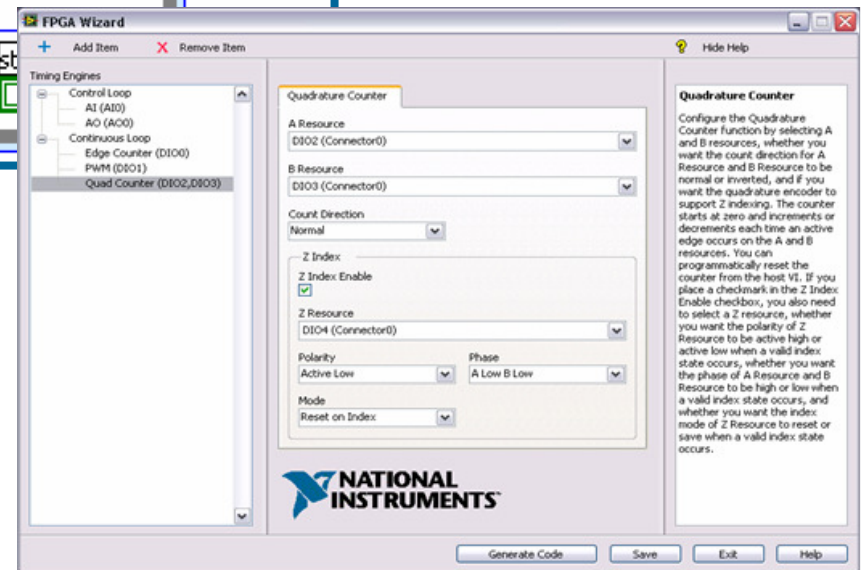 FPGA Wizard
st
Add Item
Remove Item
Hide Help
Timing Engines
Control Loop
AI (AI0)
AO (AO0)
Continuous Loop
Edge Counter (DIO0)
PWM (DIO1)
Quad Counter (DIO2,DIO3)
Quadrature Counter
A Resource
DIO2 (Connector0)
B Resource
DIO3 (Connector0)
Count Direction
Normal
Z Index
Z Index Enable
Z Resource
DIO4 (Connector0)
Polarity
Phase
Active Low
A Low B Low
Mode
Reset on Index
NATIONAL
INSTRUMENTS
Quadrature Counter
Configure the Quadrature
Counter function by selecting A
and B resources, whether you
want the count direction for A
Resource and B Resource to be
normal or inverted, and if you
want the quadrature encoder to
support Z indexing. The counter
starts at zero and increments or
decrements each time an active
edge occurs on the A and B
resources. You can
programmatically reset the
counter from the host VI. If you
place a checkmark in the Z Index
Enable checkbox, you also need
to select a Z resource, whether
you want the polarity of Z
Resource to be active high or
active low when a valid index
state occurs, whether you want
the phase of A Resource and B
Resource to be high or low when
a valid index state occurs, and
whether you want the index
mode of Z Resource to reset or
save when a valid index state
occurs.
Generate Code
Save
Exit
Help